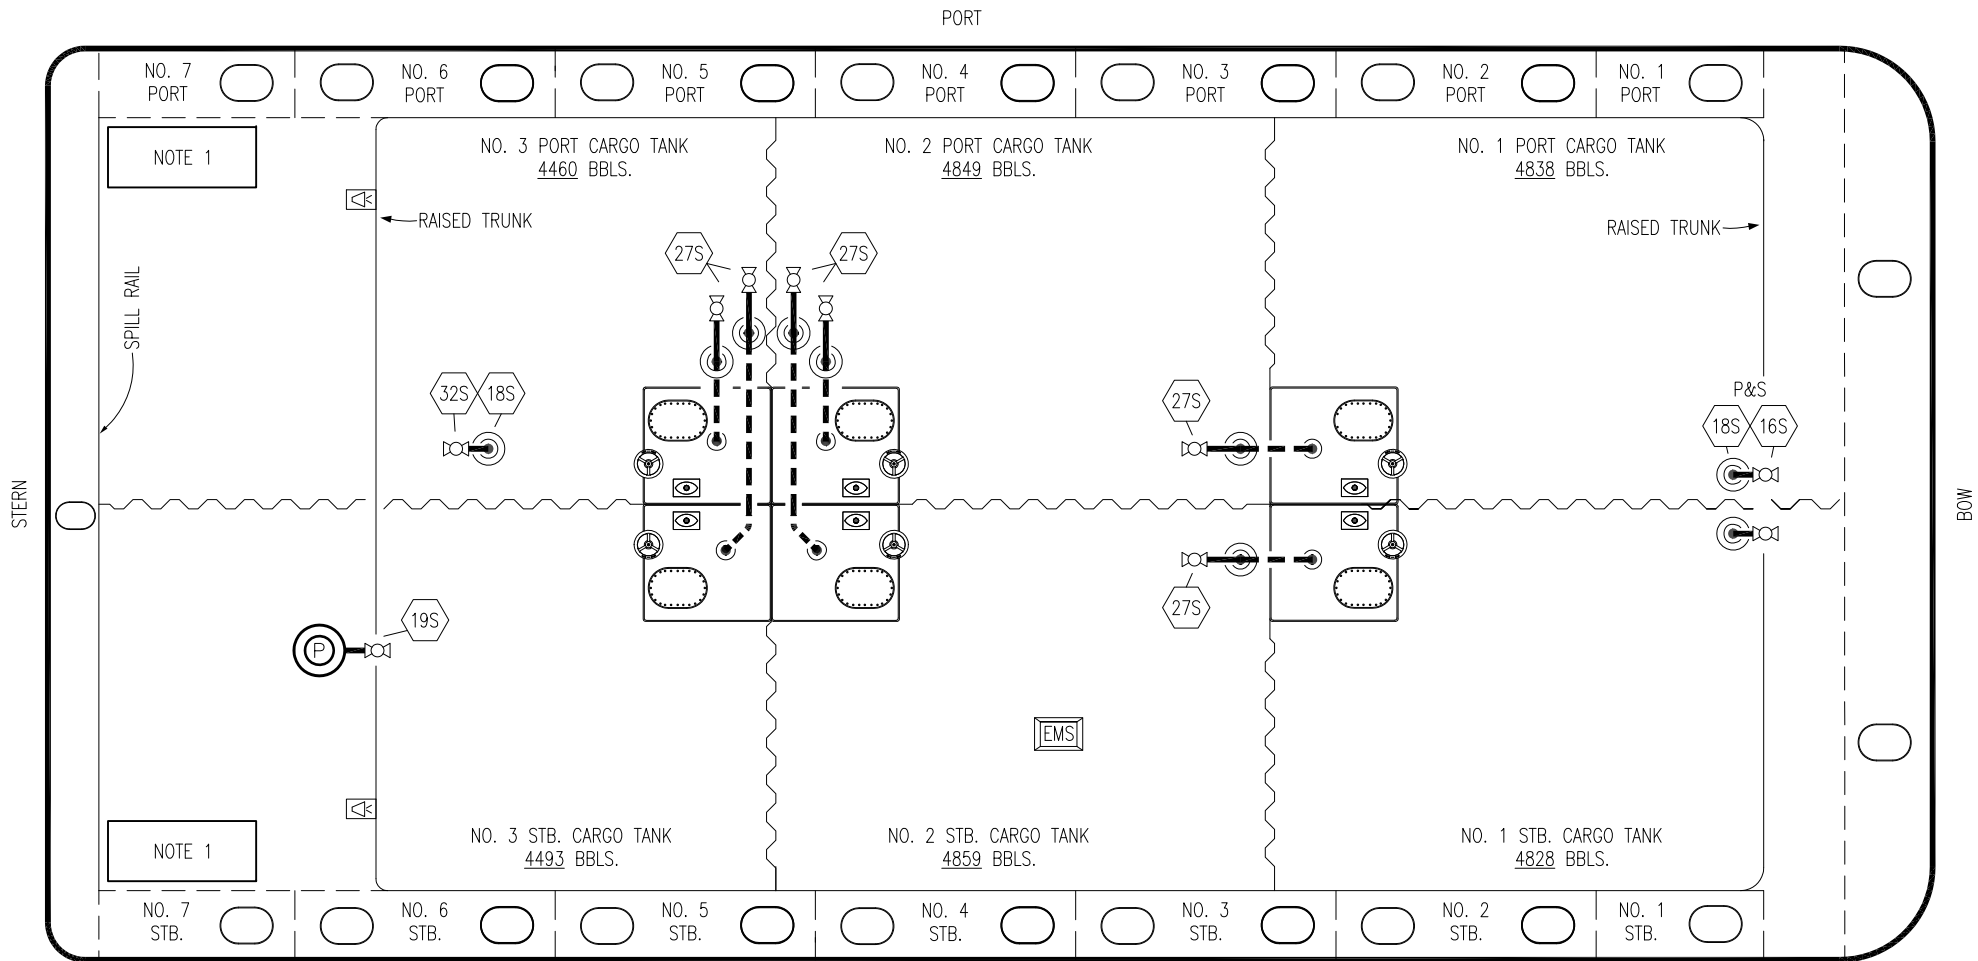 PORT
NO. 7
PORT
NO. 6
PORT
NO. 5
PORT
NO. 4
PORT
NO. 3
PORT
NO. 2
PORT
NO. 1
PORT
NOTE 1
NO. 3 PORT CARGO TANK
4460 BBLS.
NO. 2 PORT CARGO TANK
4849 BBLS.
NO. 1 PORT CARGO TANK
4838 BBLS.
RAISED TRUNK
RAISED TRUNK
27S
27S
SPILL RAIL
32S
18S
27S
P&S
18S
16S
STERN
BOW
27S
19S
P
EMS
NO. 3 STB. CARGO TANK
4493 BBLS.
NO. 2 STB. CARGO TANK
4859 BBLS.
NO. 1 STB. CARGO TANK
4828 BBLS.
NOTE 1
NO. 7
STB.
NO. 6
STB.
NO. 5
STB.
NO. 4
STB.
NO. 3
STB.
NO. 2
STB.
NO. 1
STB.